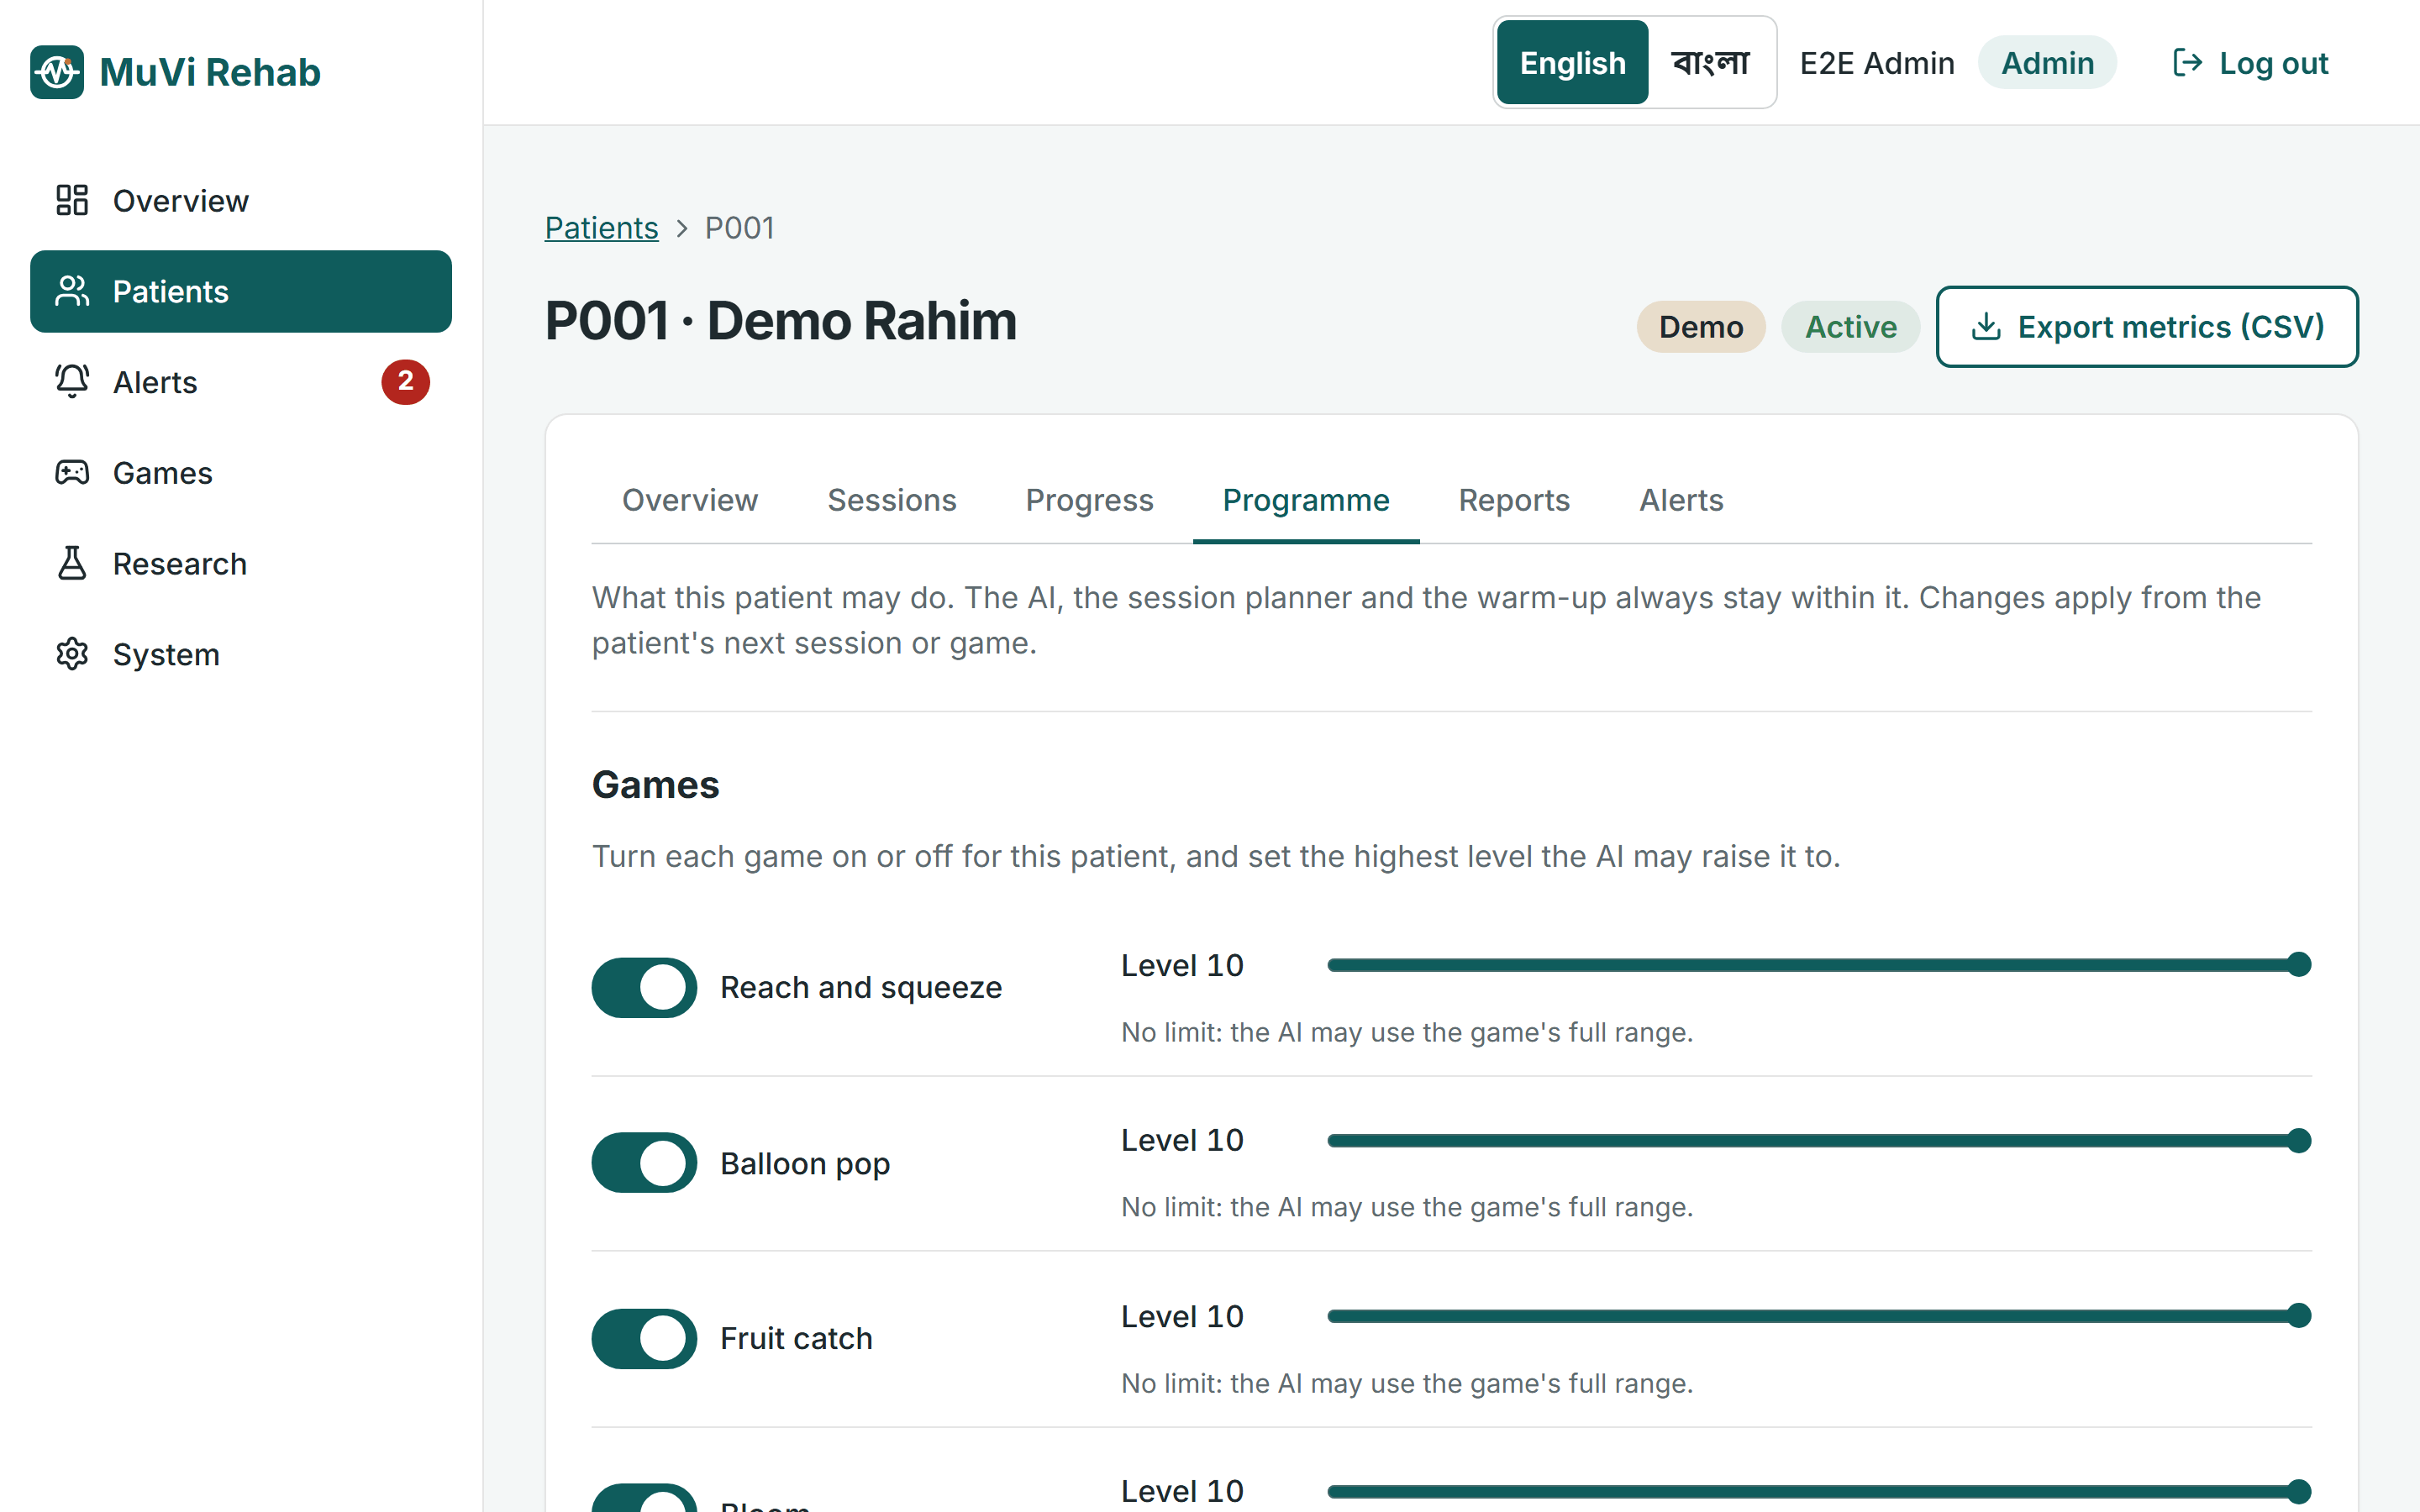 MuVi Rehab
English
বাংলা
E2E Admin
Admin
Log out
Overview
Patients
Alerts
2
Games
Research
System
Patients > P001
P001 · Demo Rahim
Demo
Active
Export metrics (CSV)
Overview
Sessions
Progress
Programme
Reports
Alerts
What this patient may do. The AI, the session planner and the warm-up always stay within it. Changes apply from the
patient's next session or game.
Games
Turn each game on or off for this patient, and set the highest level the AI may raise it to.
Reach and squeeze
Level 10
No limit: the AI may use the game's full range.
Balloon pop
Level 10
No limit: the AI may use the game's full range.
Fruit catch
Level 10
No limit: the AI may use the game's full range.
Level 10